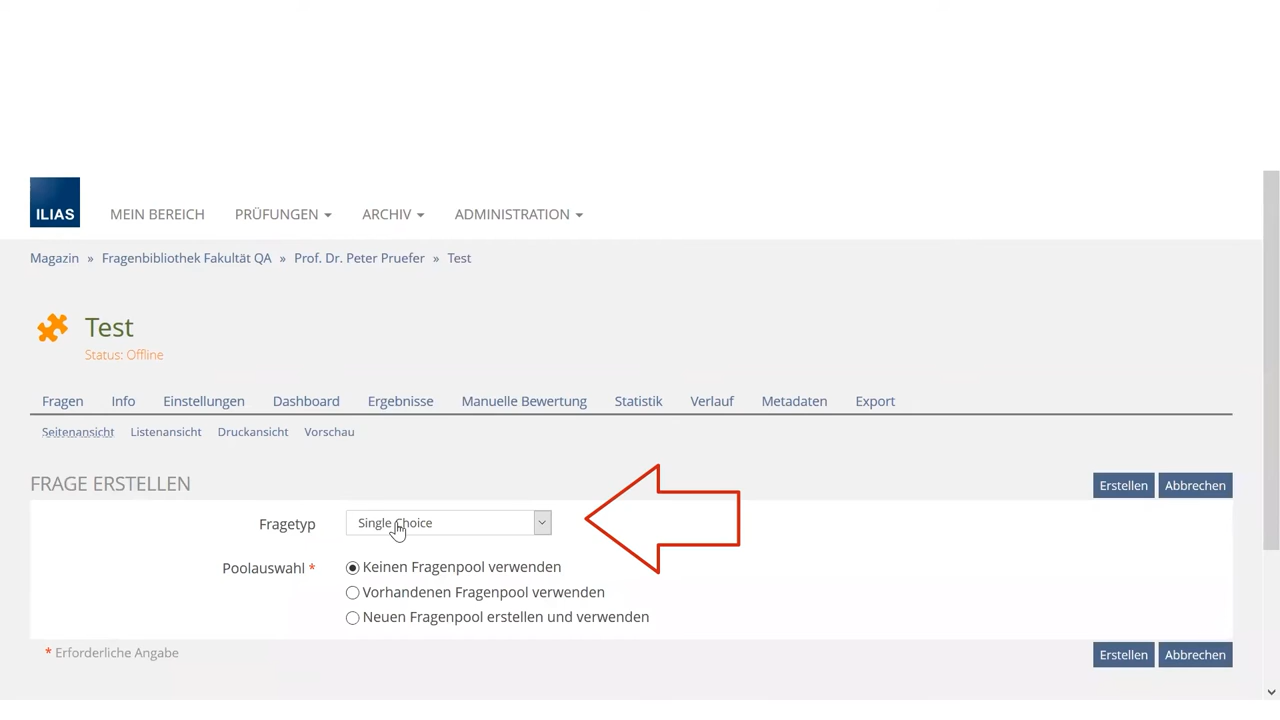 ILIAS
MEIN BEREICH PRÜFUNGEN ARCHIV ADMINISTRATION
Magazin » Fragenbibliothek Fakultät QA » Prof. Dr. Peter Pruefer » Test
Test
Status: Offline
Fragen Info Einstellungen Dashboard Ergebnisse Manuelle Bewertung Statistik Verlauf Metadaten Export
Seitenansicht Listenansicht Druckansicht Vorschau
FRAGE ERSTELLEN Erstellen Abbrechen
Fragetyp Single Choice
Poolauswahl * Keinen Fragenpool verwenden
Vorhandenen Fragenpool verwenden
Neuen Fragenpool erstellen und verwenden
* Erforderliche Angabe Erstellen Abbrechen